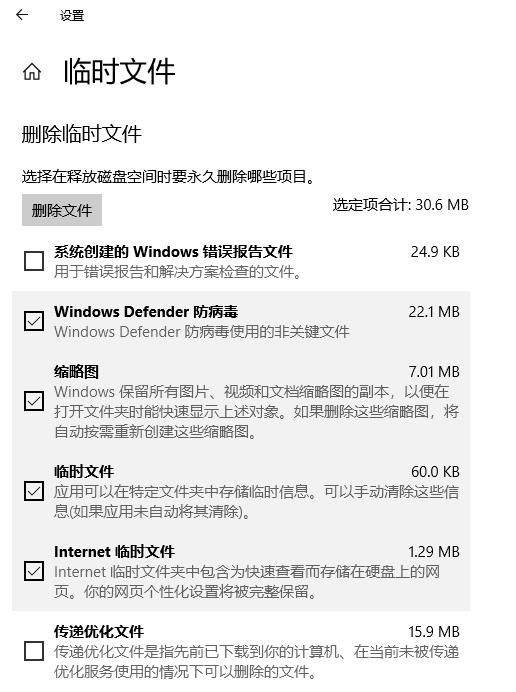 设置
临时文件
删除临时文件
选择在释放磁盘空间时要永久删除哪些项目。
删除文件
选定项合计: 30.6 MB
系统创建的 Windows 错误报告文件 24.9 KB
用于错误报告和解决方案检查的文件。
Windows Defender 防病毒 22.1 MB
Windows Defender 防病毒使用的非关键文件
缩略图 7.01 MB
Windows 保留所有图片、视频和文档缩略图的副本，以便在
打开文件夹时能快速显示上述对象。如果删除这些缩略图，将
自动按需重新创建这些缩略图。
临时文件 60.0 KB
应用可以在特定文件夹中存储临时信息。可以手动清除这些信
息(如果应用未自动将其清除)。
Internet 临时文件 1.29 MB
Internet 临时文件夹中包含为快速查看而存储在硬盘上的网
页。你的网页个性化设置将被完整保留。
传递优化文件 15.9 MB
传递优化文件是指先前已下载到你的计算机、在当前未被传递
优化服务使用的情况下可以删除的文件。